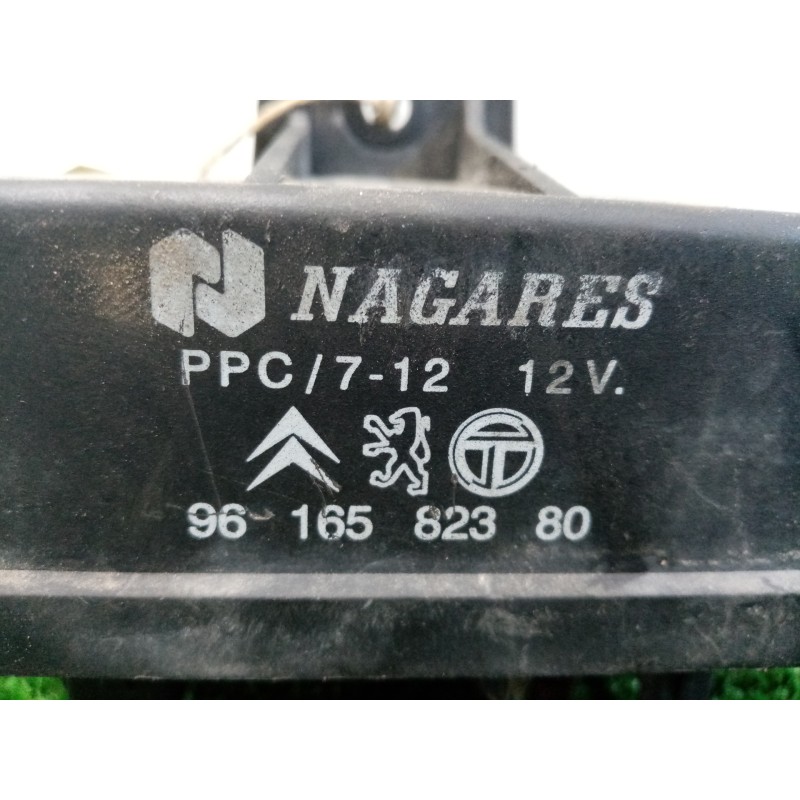 NAGARES
PPC/7-12 12V.
96 165 823 80